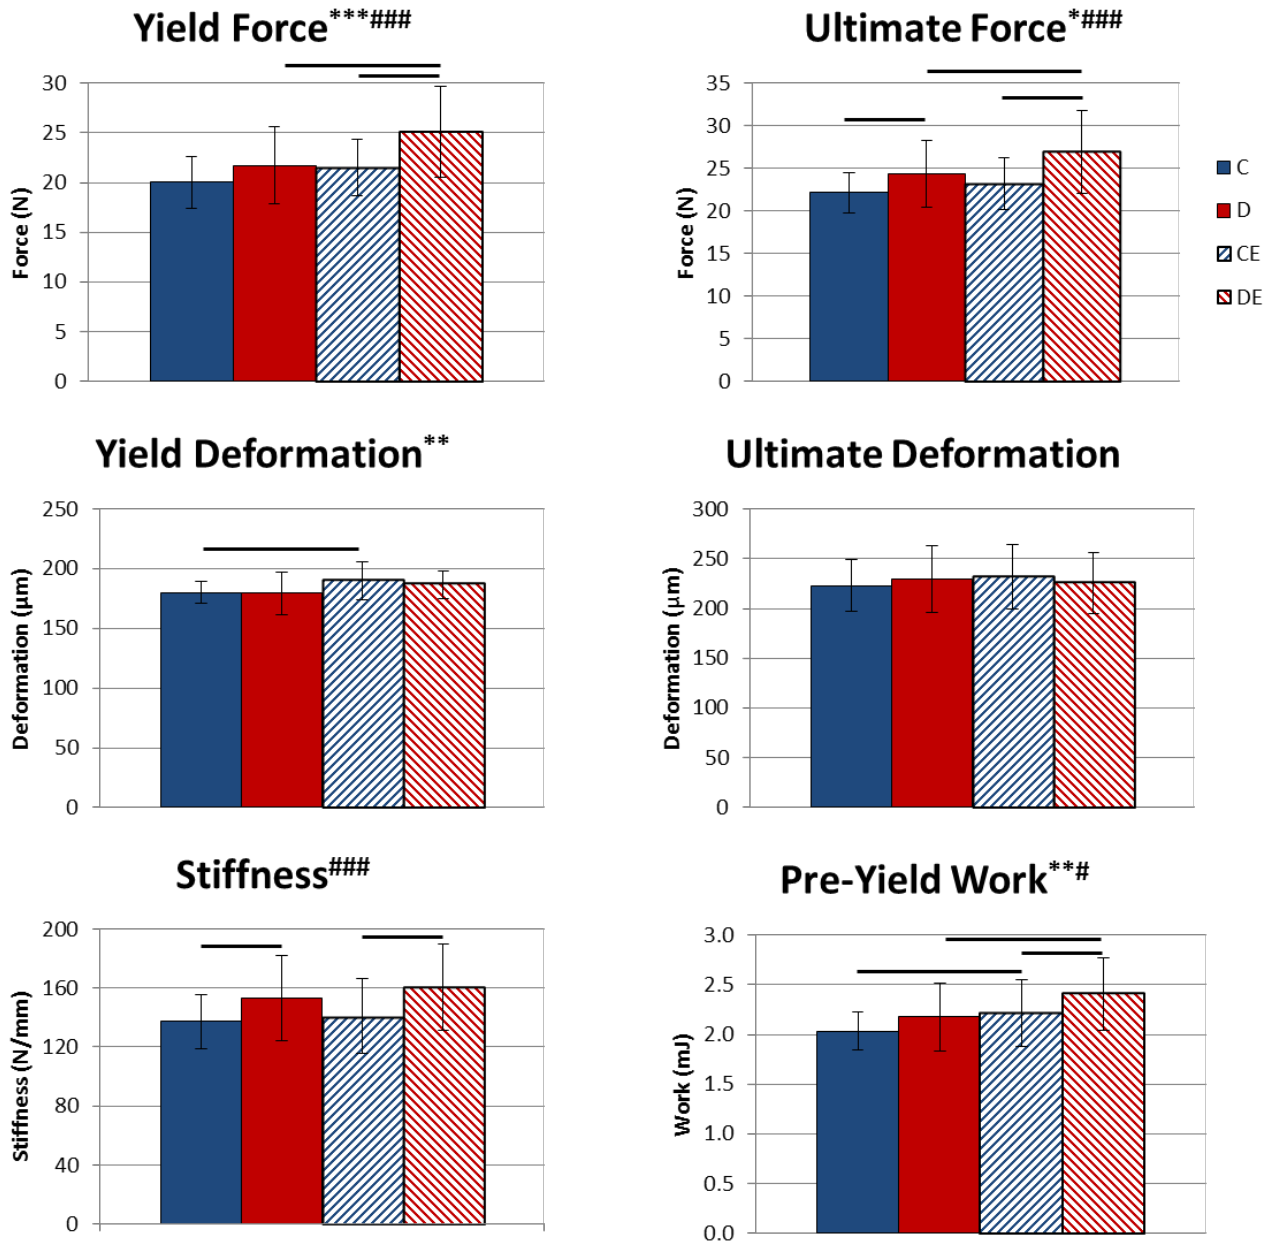 Yield Force***###
30
25
20
15
10
5
0
Force (N)
Ultimate Force*###
35
30
25
20
15
10
5
0
Force (N)
C
D
CE
DE
Yield Deformation**
250
200
150
100
50
0
Deformation (µm)
Ultimate Deformation
300
250
200
150
100
50
0
Deformation (µm)
Stiffness###
200
160
120
80
40
0
Stiffness (N/mm)
Pre-Yield Work**#
3.0
2.5
2.0
1.5
1.0
0.5
0.0
Work (mJ)